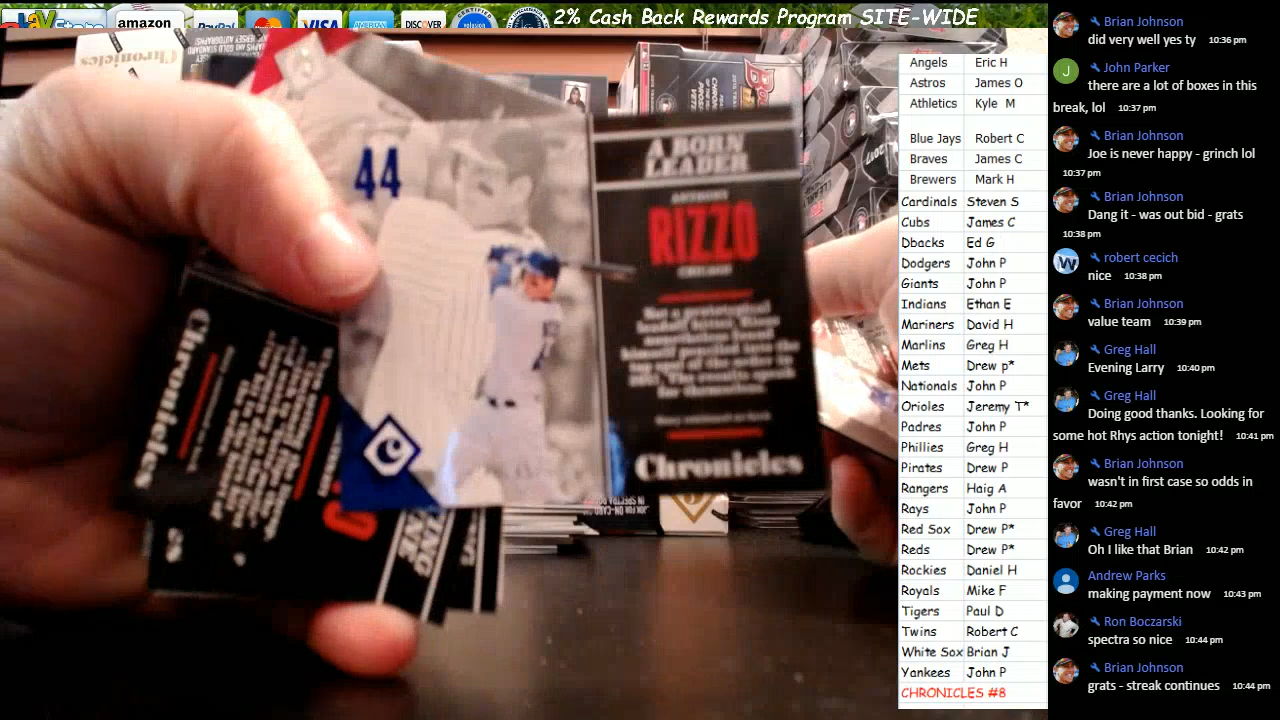 2% Cash Back Rewards Program SITE-WIDE
amazon
PayPal
VISA
AMERICAN
DISCOVER
Chronicles
44
A BORN
LEADER
ANTHONY
RIZZO
CHICAGO
Chronicles
Chronicles
Angels Eric H
Astros James O
Athletics Kyle M
Blue Jays Robert C
Braves James C
Brewers Mark H
Cardinals Steven S
Cubs James C
Dbacks Ed G
Dodgers John P
Giants John P
Indians Ethan E
Mariners David H
Marlins Greg H
Mets Drew p*
Nationals John P
Orioles Jeremy T*
Padres John P
Phillies Greg H
Pirates Drew P
Rangers Haig A
Rays John P
Red Sox Drew P*
Reds Drew P*
Rockies Daniel H
Royals Mike F
Tigers Paul D
Twins Robert C
White Sox Brian J
Yankees John P
CHRONICLES #8
Brian Johnson
did very well yes ty 10:36 pm
J John Parker
there are a lot of boxes in this
break, lol 10:37 pm
Brian Johnson
Joe is never happy - grinch lol
10:37 pm
Brian Johnson
Dang it - was out bid - grats
10:38 pm
robert cecich
nice 10:38 pm
Brian Johnson
value team 10:39 pm
Greg Hall
Evening Larry 10:40 pm
Greg Hall
Doing good thanks. Looking for
some hot Rhys action tonight! 10:41 pm
Brian Johnson
wasn't in first case so odds in
favor 10:42 pm
Greg Hall
Oh I like that Brian 10:42 pm
Andrew Parks
making payment now 10:43 pm
Ron Boczarski
spectra so nice 10:44 pm
Brian Johnson
grats - streak continues 10:44 pm